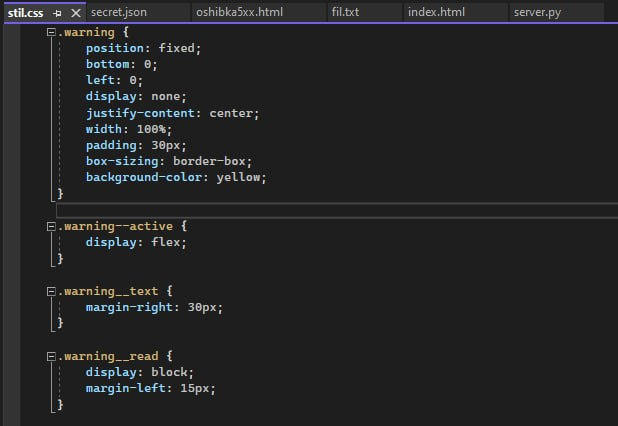 stil.css secret.json oshibka5xx.html fil.txt index.html server.py
.warning {
position: fixed;
bottom: 0;
left: 0;
display: none;
justify-content: center;
width: 100%;
padding: 30px;
box-sizing: border-box;
background-color: yellow;
}
.warning--active {
display: flex;
}
.warning__text {
margin-right: 30px;
}
.warning__read {
display: block;
margin-left: 15px;
}